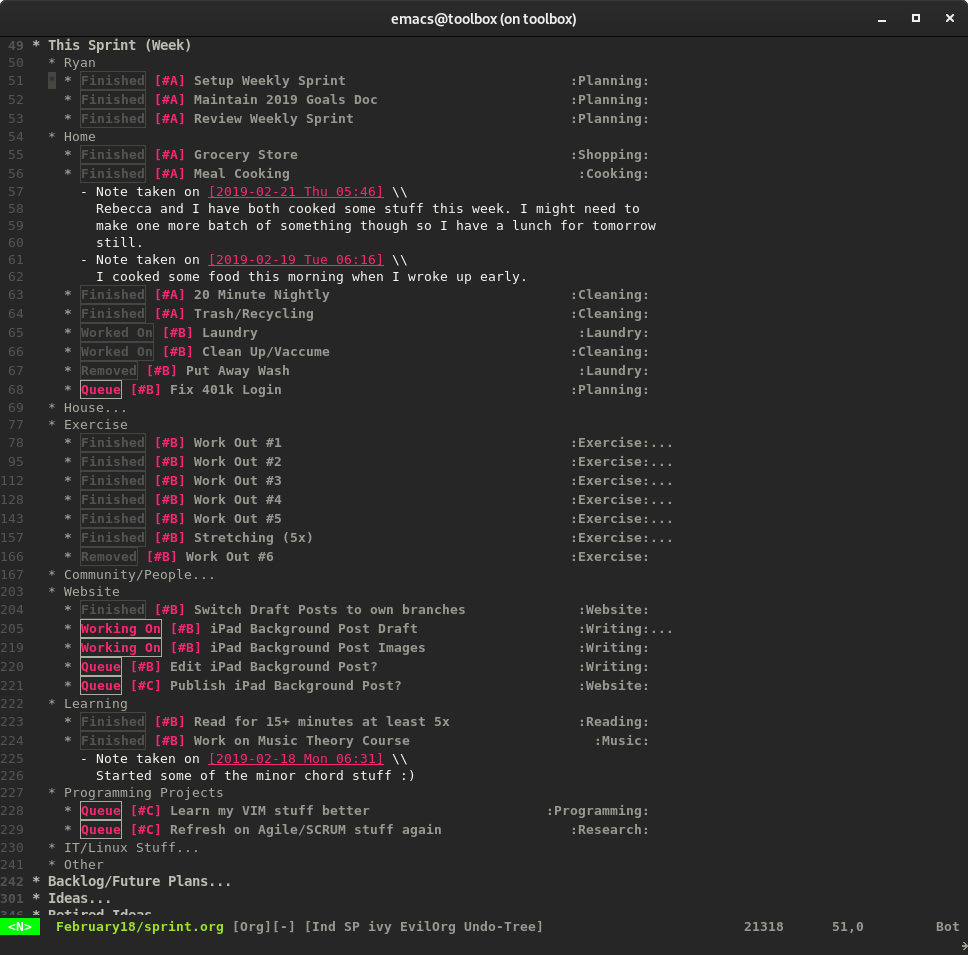 emacs@toolbox (on toolbox)
49 * This Sprint (Week)
50 * Ryan
51 * * Finished [#A] Setup Weekly Sprint :Planning:
52 * Finished [#A] Maintain 2019 Goals Doc :Planning:
53 * Finished [#A] Review Weekly Sprint :Planning:
54 * Home
55 * Finished [#A] Grocery Store :Shopping:
56 * Finished [#A] Meal Cooking :Cooking:
57 - Note taken on [2019-02-21 Thu 05:46] \\
58 Rebecca and I have both cooked some stuff this week. I might need to
59 make one more batch of something though so I have a lunch for tomorrow
60 still.
61 - Note taken on [2019-02-19 Tue 06:16] \\
62 I cooked some food this morning when I wroke up early.
63 * Finished [#A] 20 Minute Nightly :Cleaning:
64 * Finished [#A] Trash/Recycling :Cleaning:
65 * Worked On [#B] Laundry :Laundry:
66 * Worked On [#B] Clean Up/Vaccume :Cleaning:
67 * Removed [#B] Put Away Wash :Laundry:
68 * Queue [#B] Fix 401k Login :Planning:
69 * House...
77 * Exercise
78 * Finished [#B] Work Out #1 :Exercise:...
95 * Finished [#B] Work Out #2 :Exercise:...
112 * Finished [#B] Work Out #3 :Exercise:...
128 * Finished [#B] Work Out #4 :Exercise:...
143 * Finished [#B] Work Out #5 :Exercise:...
157 * Finished [#B] Stretching (5x) :Exercise:...
166 * Removed [#B] Work Out #6 :Exercise:
167 * Community/People...
203 * Website
204 * Finished [#B] Switch Draft Posts to own branches :Website:
205 * Working On [#B] iPad Background Post Draft :Writing:...
219 * Working On [#B] iPad Background Post Images :Writing:
220 * Queue [#B] Edit iPad Background Post? :Writing:
221 * Queue [#C] Publish iPad Background Post? :Website:
222 * Learning
223 * Finished [#B] Read for 15+ minutes at least 5x :Reading:
224 * Finished [#B] Work on Music Theory Course :Music:
225 - Note taken on [2019-02-18 Mon 06:31] \\
226 Started some of the minor chord stuff :)
227 * Programming Projects
228 * Queue [#C] Learn my VIM stuff better :Programming:
229 * Queue [#C] Refresh on Agile/SCRUM stuff again :Research:
230 * IT/Linux Stuff...
241 * Other
242 * Backlog/Future Plans...
301 * Ideas...
346 * Retired Ideas
<N> February18/sprint.org [Org][-] [Ind SP ivy EvilOrg Undo-Tree] 21318 51,0 Bot